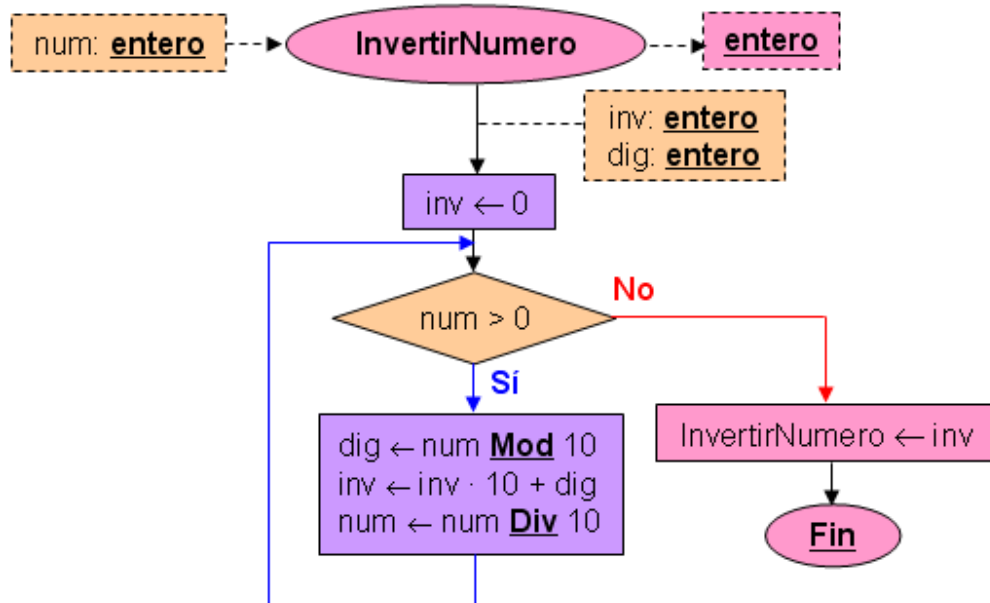 num: entero
InvertirNumero
entero
inv: entero
dig: entero
inv ← 0
num > 0
No
Sí
dig ← num Mod 10
inv ← inv · 10 + dig
num ← num Div 10
InvertirNumero ← inv
Fin